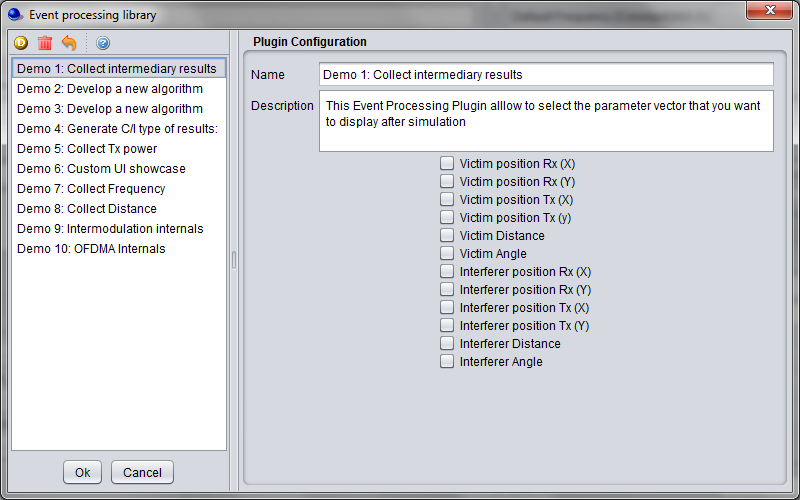 Event processing library
Demo 1: Collect intermediary results
Demo 2: Develop a new algorithm
Demo 3: Develop a new algorithm
Demo 4: Generate C/I type of results:
Demo 5: Collect Tx power
Demo 6: Custom UI showcase
Demo 7: Collect Frequency
Demo 8: Collect Distance
Demo 9: Intermodulation internals
Demo 10: OFDMA Internals
Ok
Cancel
Plugin Configuration
Name
Demo 1: Collect intermediary results
Description
This Event Processing Plugin alllow to select the parameter vector that you want
to display after simulation
Victim position Rx (X)
Victim position Rx (Y)
Victim position Tx (X)
Victim position Tx (y)
Victim Distance
Victim Angle
Interferer position Rx (X)
Interferer position Rx (Y)
Interferer position Tx (X)
Interferer position Tx (Y)
Interferer Distance
Interferer Angle